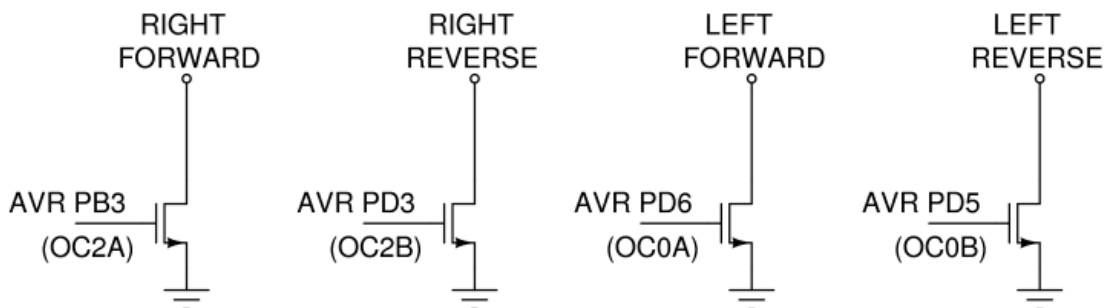 RIGHT
FORWARD
RIGHT
REVERSE
LEFT
FORWARD
LEFT
REVERSE
AVR PB3
(OC2A)
AVR PD3
(OC2B)
AVR PD6
(OC0A)
AVR PD5
(OC0B)